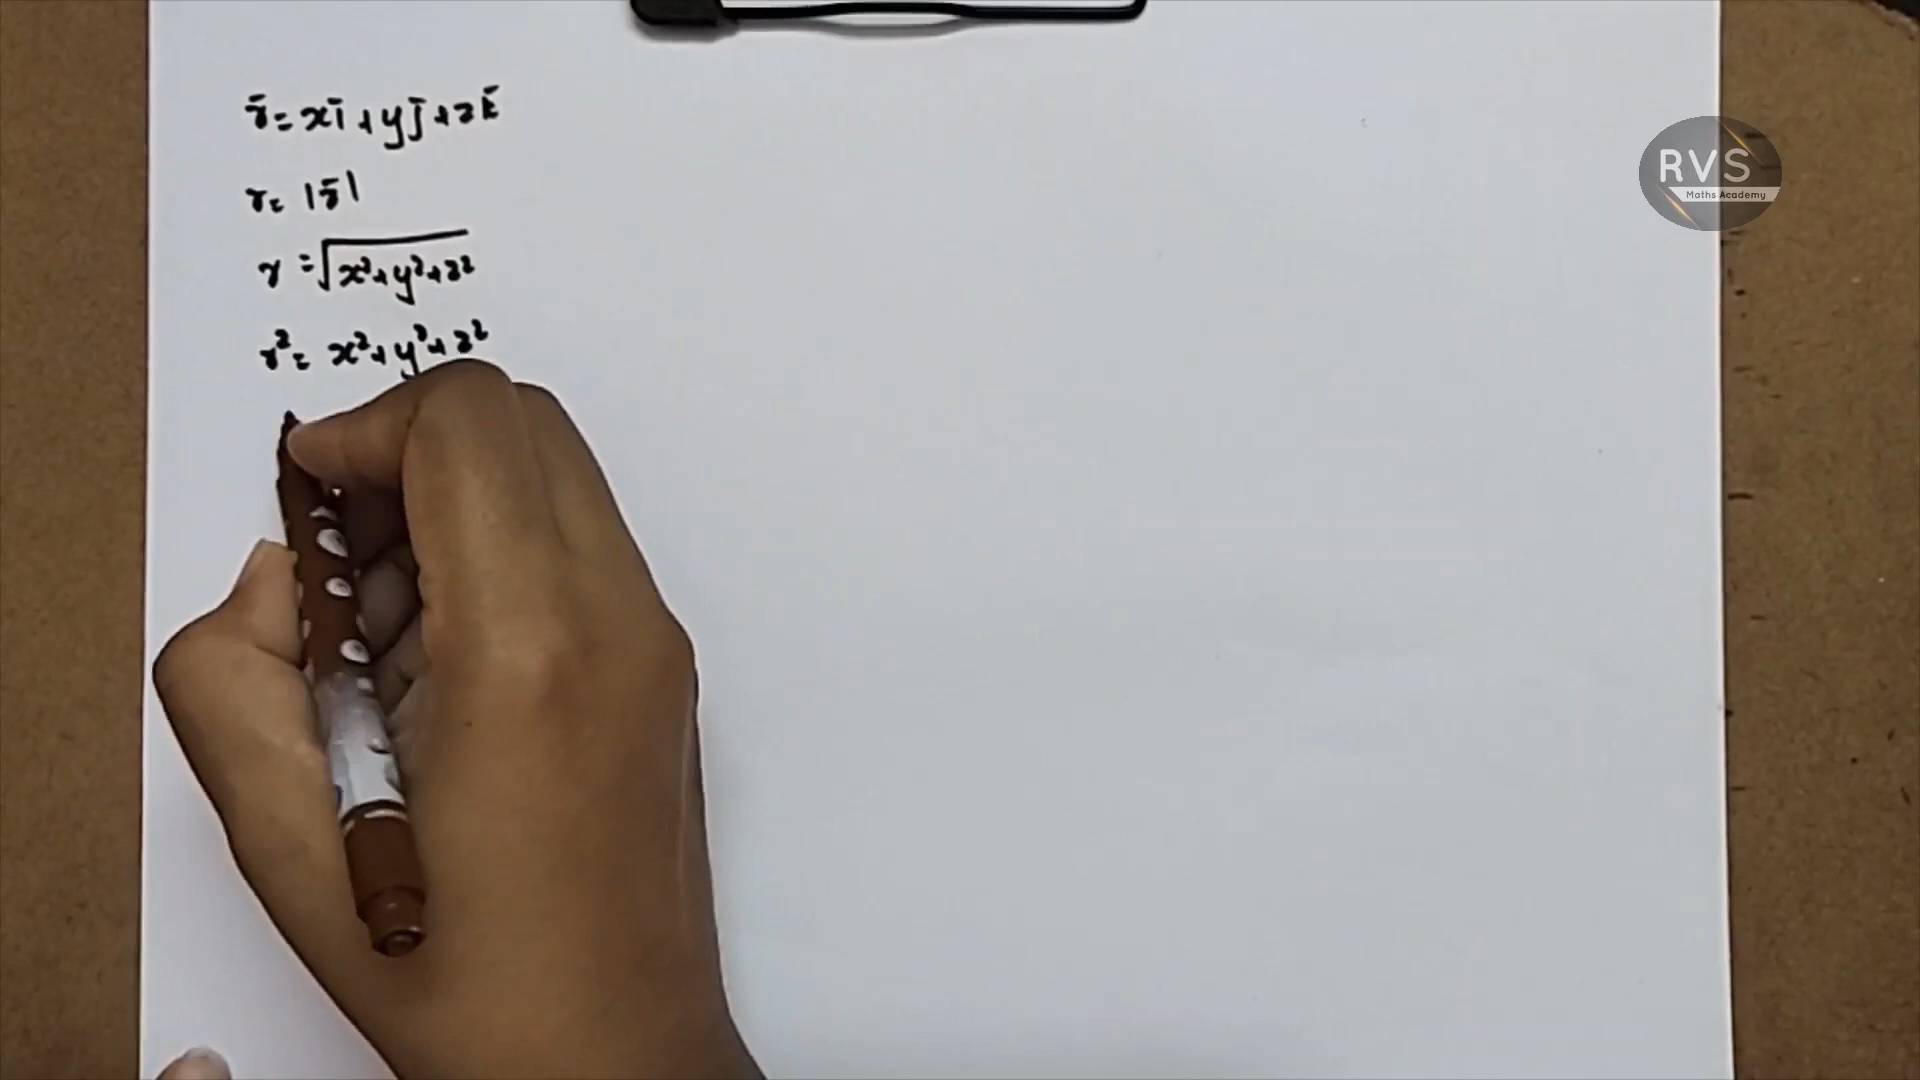 r̄ = xī + yj̄ + zk̄
r = |r̄|
r = √x²+y²+z²
r² = x²+y²+z²
RVS
Maths Academy